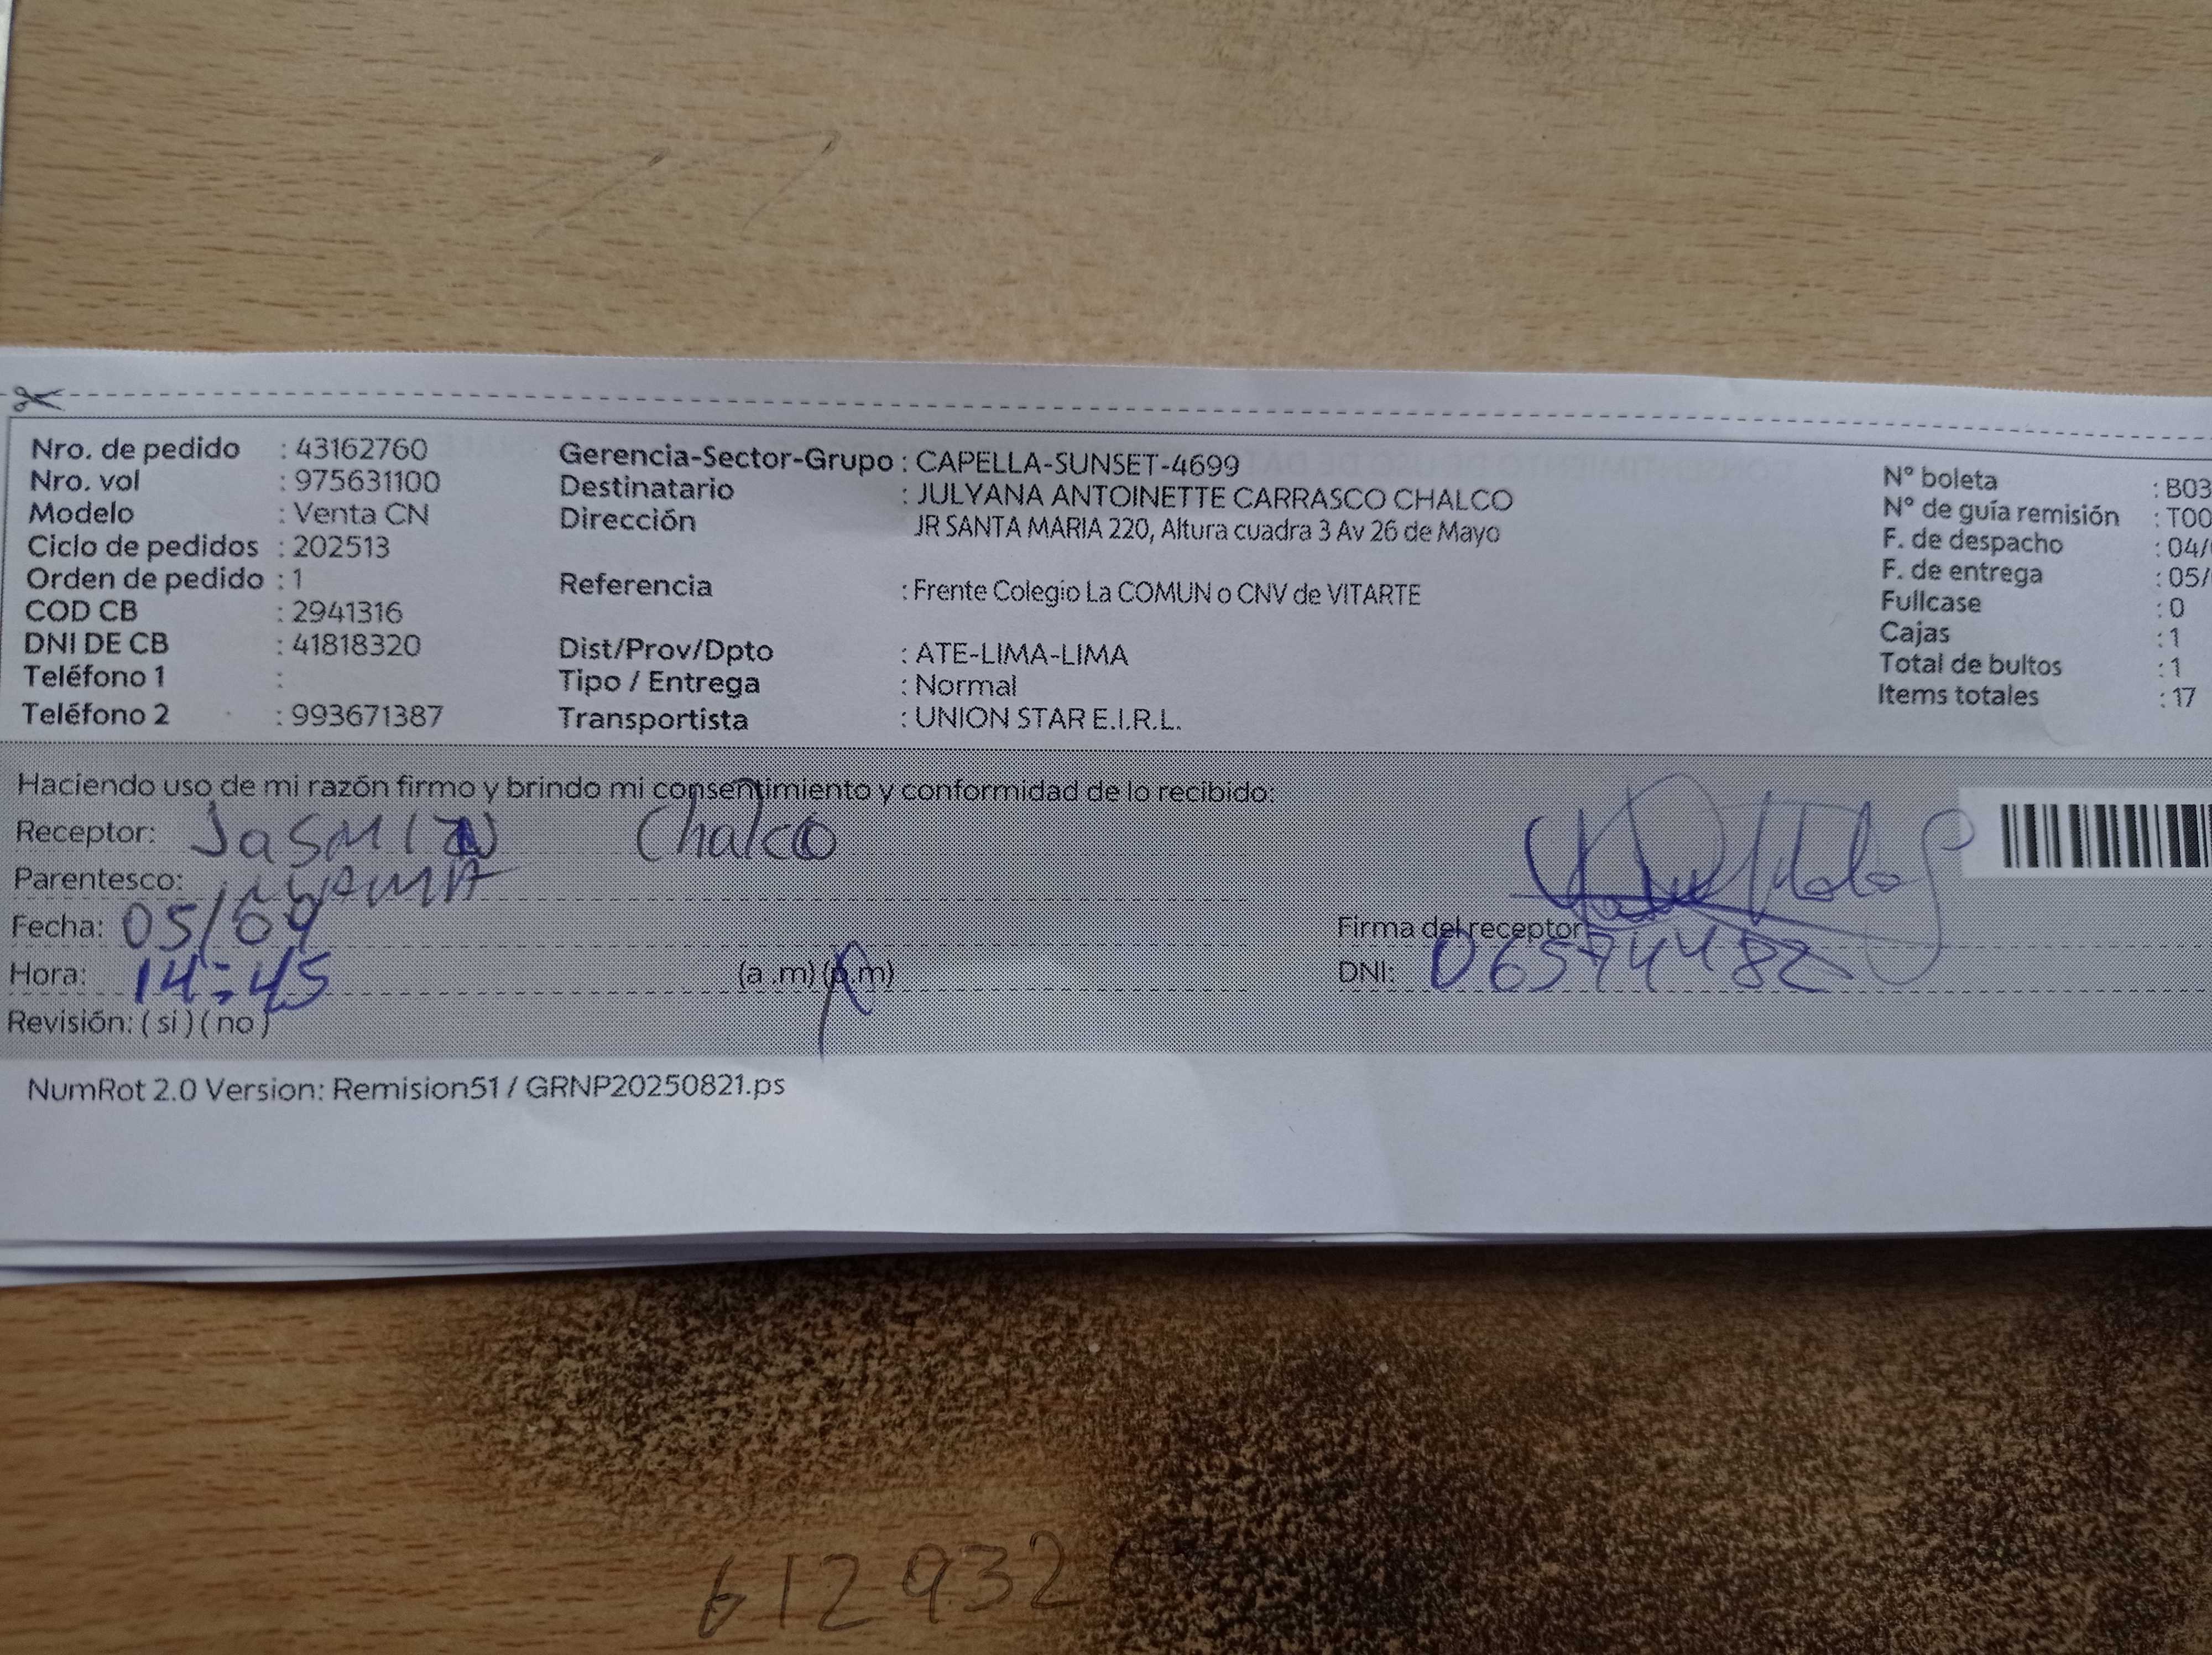 Nro. de pedido : 43162760
Nro. vol : 975631100
Modelo : Venta CN
Ciclo de pedidos : 202513
Orden de pedido : 1
COD CB : 2941316
DNI DE CB : 41818320
Teléfono 1 :
Teléfono 2 : 993671387
Gerencia-Sector-Grupo : CAPELLA-SUNSET-4699
Destinatario : JULYANA ANTOINETTE CARRASCO CHALCO
Dirección JR SANTA MARIA 220, Altura cuadra 3 Av 26 de Mayo
Referencia : Frente Colegio La COMUN o CNV de VITARTE
Dist/Prov/Dpto : ATE-LIMA-LIMA
Tipo / Entrega : Normal
Transportista : UNION STAR E.I.R.L.
N° boleta : B03
N° de guía remisión : T00
F. de despacho : 04/
F. de entrega : 05/
Fullcase : 0
Cajas : 1
Total de bultos : 1
Items totales : 17
Haciendo uso de mi razón firmo y brindo mi consentimiento y conformidad de lo recibido:
Receptor: JaSMIN Chalco
Parentesco: MAMA
Fecha: 05/09
Hora: 14:45 (a .m) (p.m)
Revisión: ( si ) ( no )
Firma del receptor
DNI: 06574482
NumRot 2.0 Version: Remision51 / GRNP20250821.ps
612932